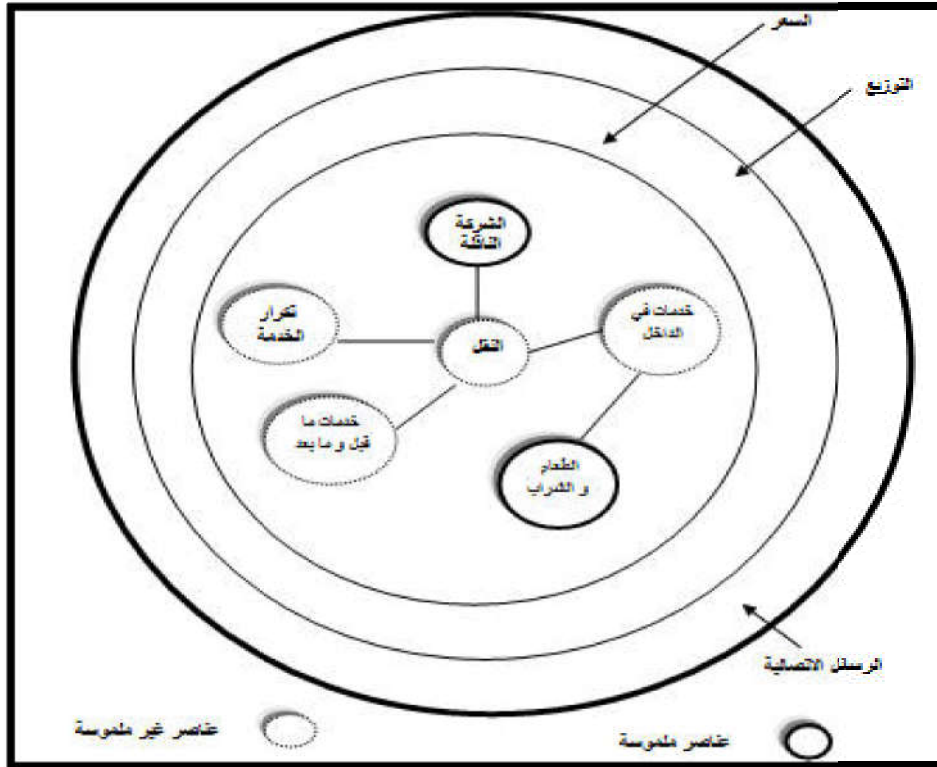 السعر
التوزيع
الشركة
الناقلة
تكرار
الخدمة
النقل
خدمات في
الداخل
خدمات ما
قبل و ما بعد
الطعام
و الشراب
الرسائل الاتصالية
عناصر غير ملموسة
عناصر ملموسة